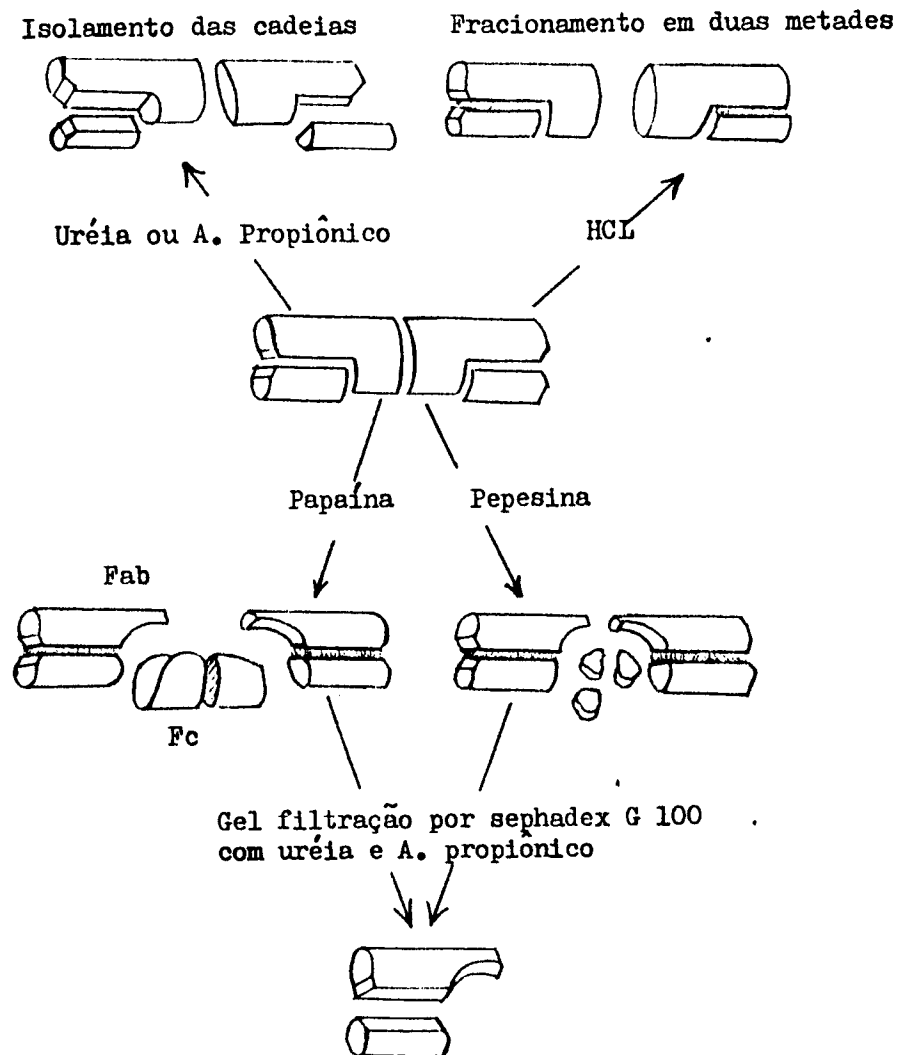 Isolamento das cadeias
Fracionamento em duas metades
Uréia ou A. Propiônico
HCL
Papaína
Pepesina
Fab
Fc
Gel filtração por sephadex G 100
com uréia e A. propiônico